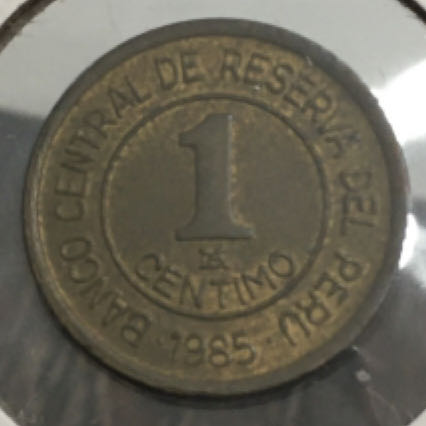 BANCO CENTRAL DE RESERVA DEL PERU
1
CENTIMO
· 1985 ·